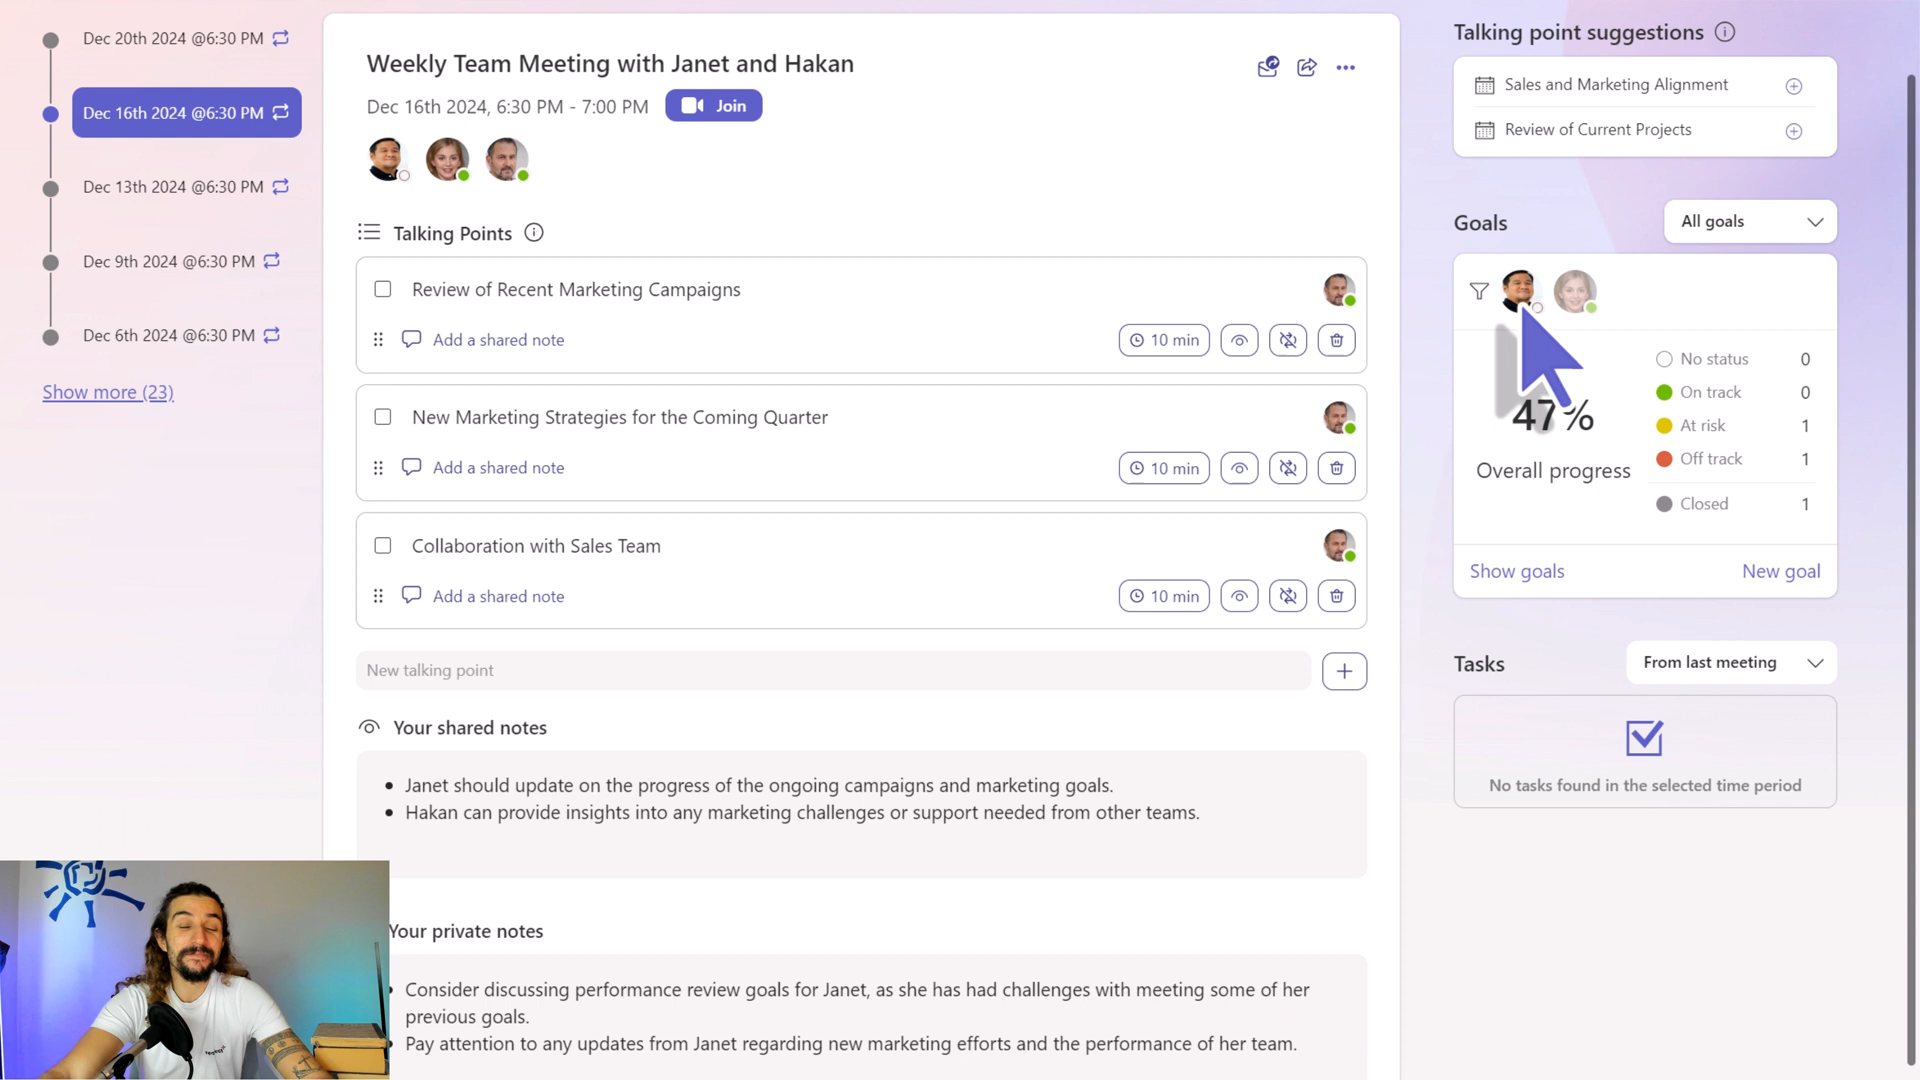 Dec 20th 2024 @6:30 PM
Dec 16th 2024 @6:30 PM
Dec 13th 2024 @6:30 PM
Dec 9th 2024 @6:30 PM
Dec 6th 2024 @6:30 PM
Show more (23)
Weekly Team Meeting with Janet and Hakan
Dec 16th 2024, 6:30 PM - 7:00 PM
Join
Talking Points
Review of Recent Marketing Campaigns
Add a shared note
10 min
New Marketing Strategies for the Coming Quarter
Add a shared note
10 min
Collaboration with Sales Team
Add a shared note
10 min
New talking point
Your shared notes
• Janet should update on the progress of the ongoing campaigns and marketing goals.
• Hakan can provide insights into any marketing challenges or support needed from other teams.
Your private notes
Consider discussing performance review goals for Janet, as she has had challenges with meeting some of her
previous goals.
Pay attention to any updates from Janet regarding new marketing efforts and the performance of her team.
Talking point suggestions
Sales and Marketing Alignment
Review of Current Projects
Goals
All goals
47%
Overall progress
No status 0
On track 0
At risk 1
Off track 1
Closed 1
Show goals
New goal
Tasks
From last meeting
No tasks found in the selected time period